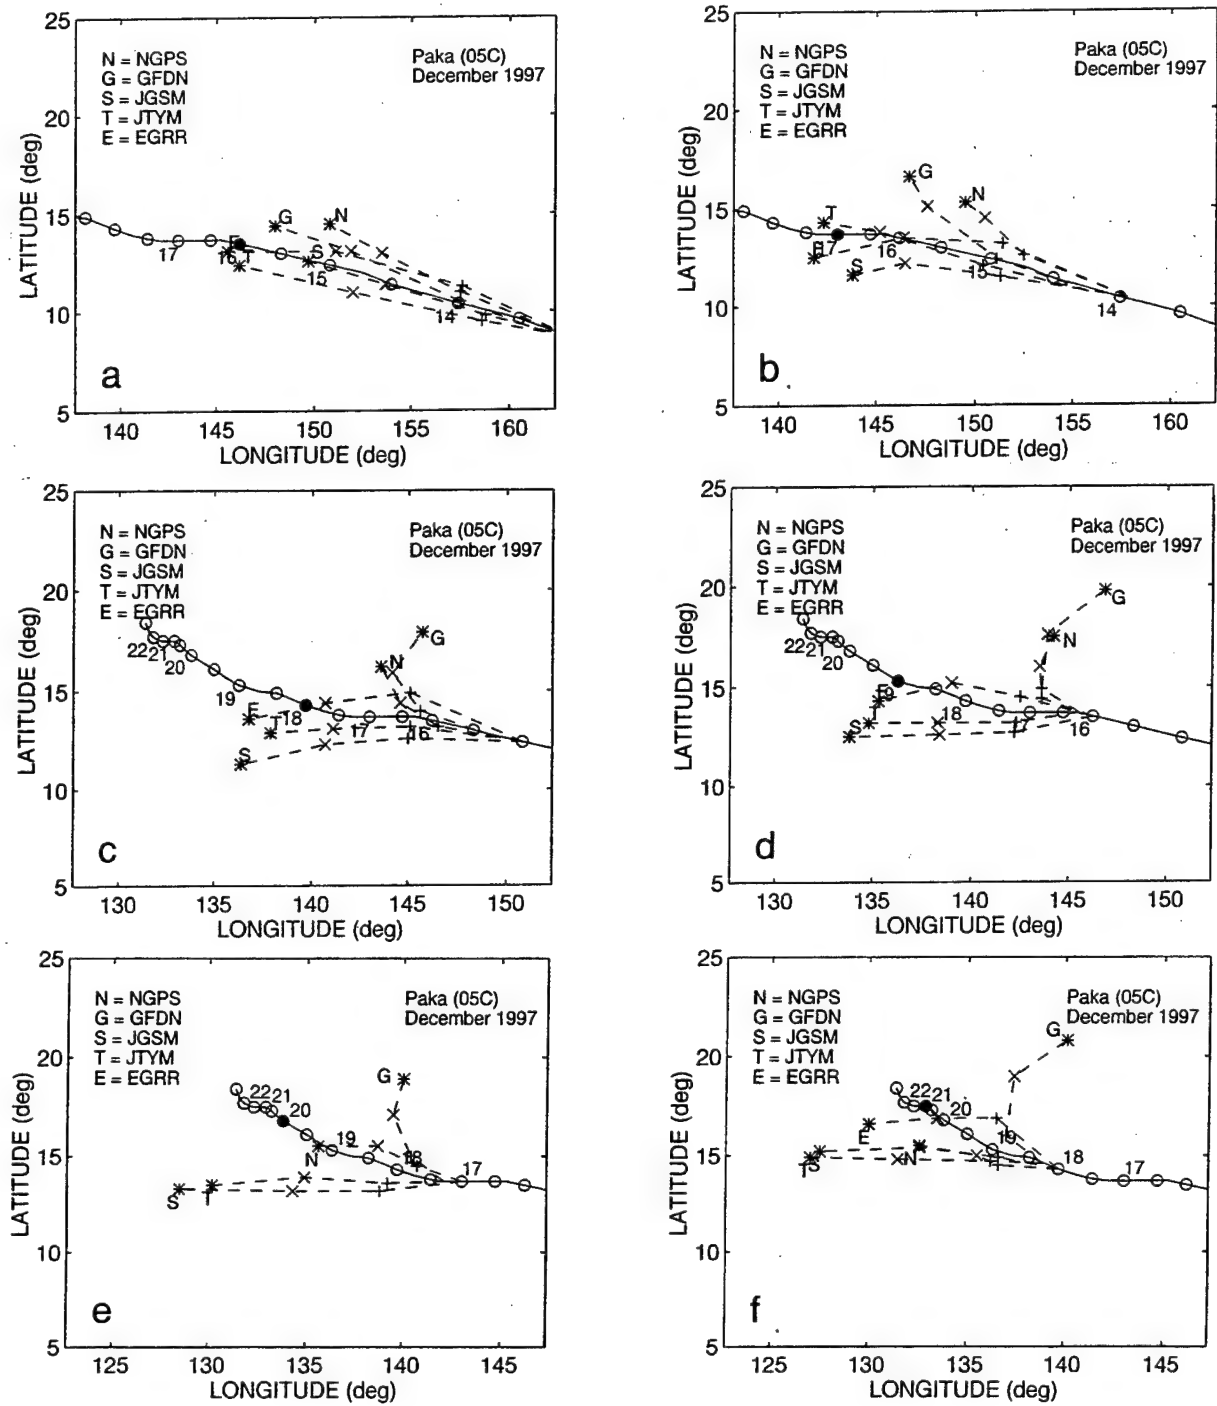 25
20
15
10
5
LATITUDE (deg)
N = NGPS
G = GFDN
S = JGSM
T = JTYM
E = EGRR
Paka (05C)
December 1997
G
N
E
T
S
17
16
15
14
a
140 145 150 155 160
LONGITUDE (deg)
25
20
15
10
5
LATITUDE (deg)
N = NGPS
G = GFDN
S = JGSM
T = JTYM
E = EGRR
Paka (05C)
December 1997
G
N
T
E
S
17
16
15
14
b
140 145 150 155 160
LONGITUDE (deg)
25
20
15
10
5
LATITUDE (deg)
N = NGPS
G = GFDN
S = JGSM
T = JTYM
E = EGRR
Paka (05C)
December 1997
G
N
E
T
S
22
21
20
19
18
17
16
c
130 135 140 145 150
LONGITUDE (deg)
25
20
15
10
5
LATITUDE (deg)
N = NGPS
G = GFDN
S = JGSM
T = JTYM
E = EGRR
Paka (05C)
December 1997
G
N
E
T
S
22
21
20
19
18
17
16
d
130 135 140 145 150
LONGITUDE (deg)
25
20
15
10
5
LATITUDE (deg)
N = NGPS
G = GFDN
S = JGSM
T = JTYM
E = EGRR
Paka (05C)
December 1997
G
N
S
T
22
21
20
19
18
17
e
125 130 135 140 145
LONGITUDE (deg)
25
20
15
10
5
LATITUDE (deg)
N = NGPS
G = GFDN
S = JGSM
T = JTYM
E = EGRR
Paka (05C)
December 1997
G
E
N
T
S
22
21
20
19
18
17
f
125 130 135 140 145
LONGITUDE (deg)